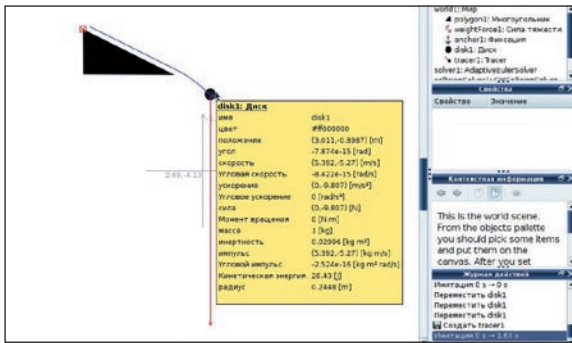 world1: Мир
polygon1: Многоугольник
weightForce1: Сила тяжести
anchor1: Фиксация
disk1: Диск
tracer1: Tracer
solver1: AdaptiveEulerSolver
Свойства
Свойство Значение
disk1: Диск
имя disk1
цвет #ff000000
положение (3.011,-0.8987) [m]
угол -7.874e-15 [rad]
скорость (5.392,-5.27) [m/s]
Угловая скорость -8.422e-15 [rad/s]
ускорение (0,-9.807) [m/s²]
Угловое ускорение 0 [rad/s²]
сила (0,-9.807) [N]
Момент вращения 0 [N m]
масса 1 [kg]
инертность 0.02996 [kg m²]
импульс (5.392,-5.27) [m/s]
Угловой импульс -2.524e-16 [kg m² rad/s]
Кинетическая энергия 28.43 [J]
радиус 0.2448 [m]
Контекстная информация
This is the world scene.
From the objects pallette
you should pick some items
and put them on the
canvas. After you set
Журнал действий
Имитация 0 s → 0 s
Переместить disk1
Переместить disk1
Переместить disk1
Создать tracer1
Имитация 0 s → 1.64 s